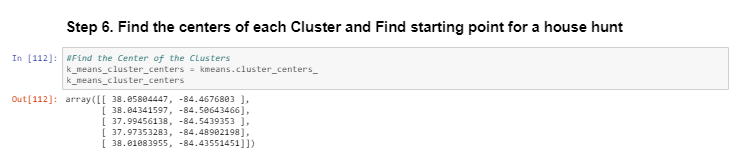 Step 6. Find the centers of each Cluster and Find starting point for a house hunt
In [112]: #Find the Center of the Clusters
k_means_cluster_centers = kmeans.cluster_centers_
k_means_cluster_centers
Out[112]: array([[ 38.05804447, -84.4676803 ],
[ 38.04341597, -84.50643466],
[ 37.99456138, -84.5439353 ],
[ 37.97353283, -84.48902198],
[ 38.01083955, -84.43551451]])